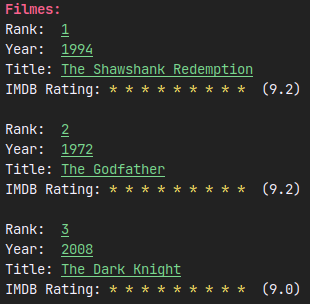 Filmes:
Rank: 1
Year: 1994
Title: The Shawshank Redemption
IMDB Rating: * * * * * * * * * (9.2)
Rank: 2
Year: 1972
Title: The Godfather
IMDB Rating: * * * * * * * * * (9.2)
Rank: 3
Year: 2008
Title: The Dark Knight
IMDB Rating: * * * * * * * * * (9.0)